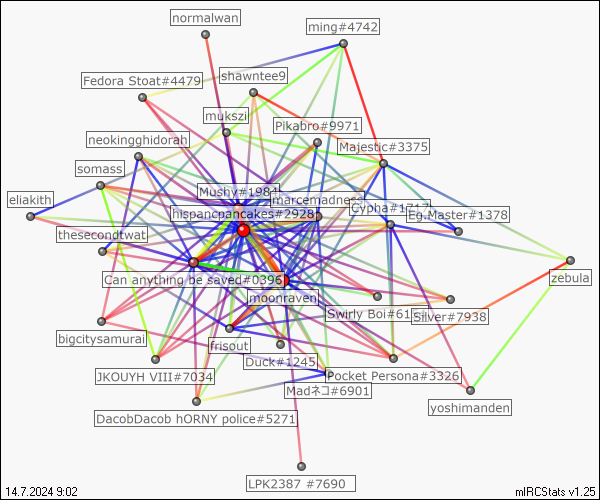 normalwan
ming#4742
Fedora Stoat#4479
shawntee9
mukszi
Pikabro#9971
neokingghidorah
Majestic#3375
somass
Mushy#1984
marcemadness
eliakith
hispancpancakes#2928
Cypha#1717
Eg.Master#1378
thesecondtwat
Can anything be saved#0396
zebula
moonraven
Swirly Boi#61
Silver#7938
bigcitysamurai
frisout
Duck#1245
JKOUYH VIII#7034
Pocket Persona#3326
Madネコ#6901
yoshimanden
DacobDacob hORNY police#5271
LPK2387 #7690
14.7.2024 9:02
mIRCStats v1.25